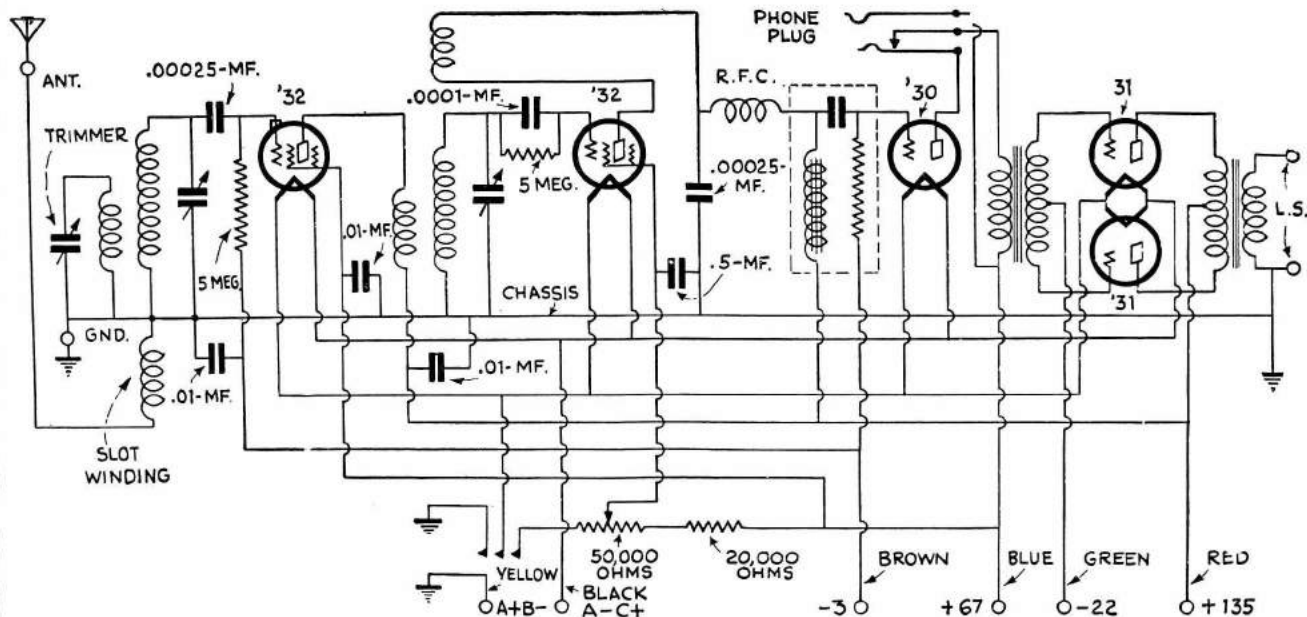 PHONE
PLUG
ANT.
.00025-MF.
'32
.0001-MF.
'32
R.F.C.
'30
31
TRIMMER
5 MEG.
.00025-
MF.
L.S.
5 MEG.
.01-MF.
.5-MF.
CHASSIS
'31
GND.
.01-MF.
.01-MF.
SLOT
WINDING
50,000
OHMS
20,000
OHMS
YELLOW
BROWN
BLUE
GREEN
RED
BLACK
A+B-
A-C+
-3
+67
-22
+135